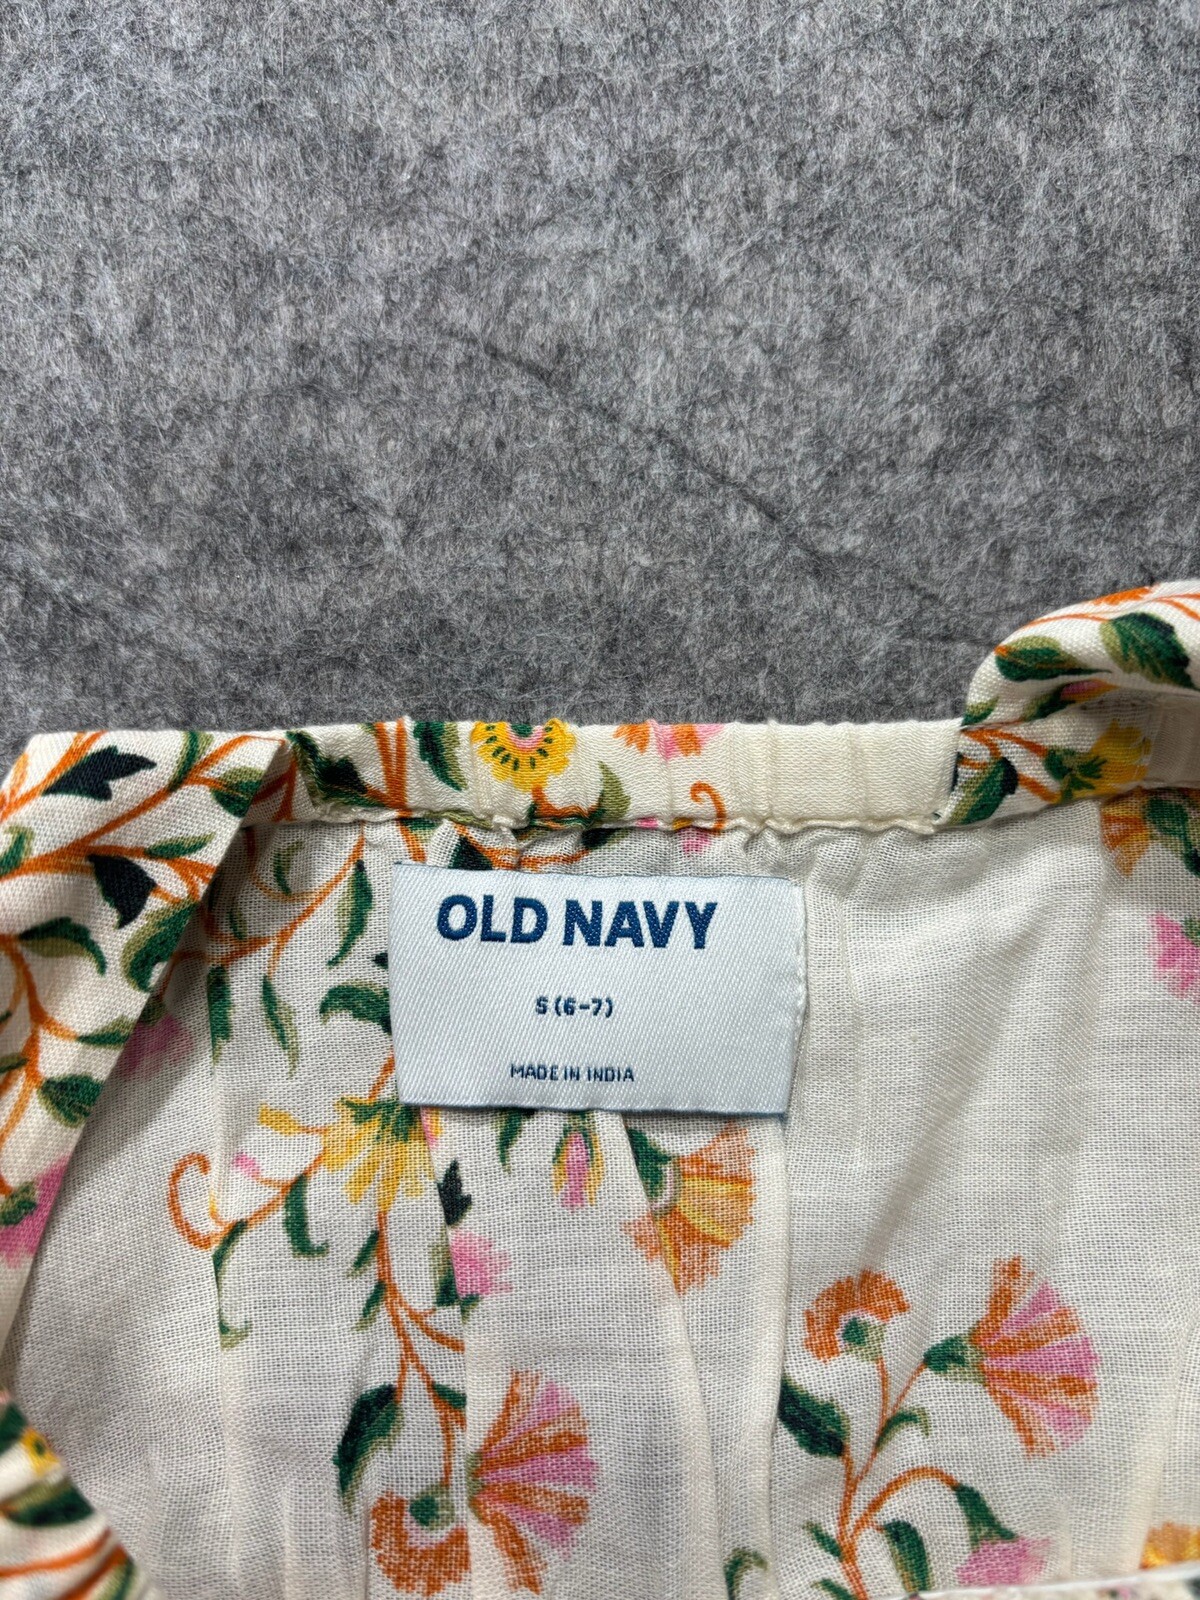 OLD NAVY
S (6-7)
MADE IN INDIA